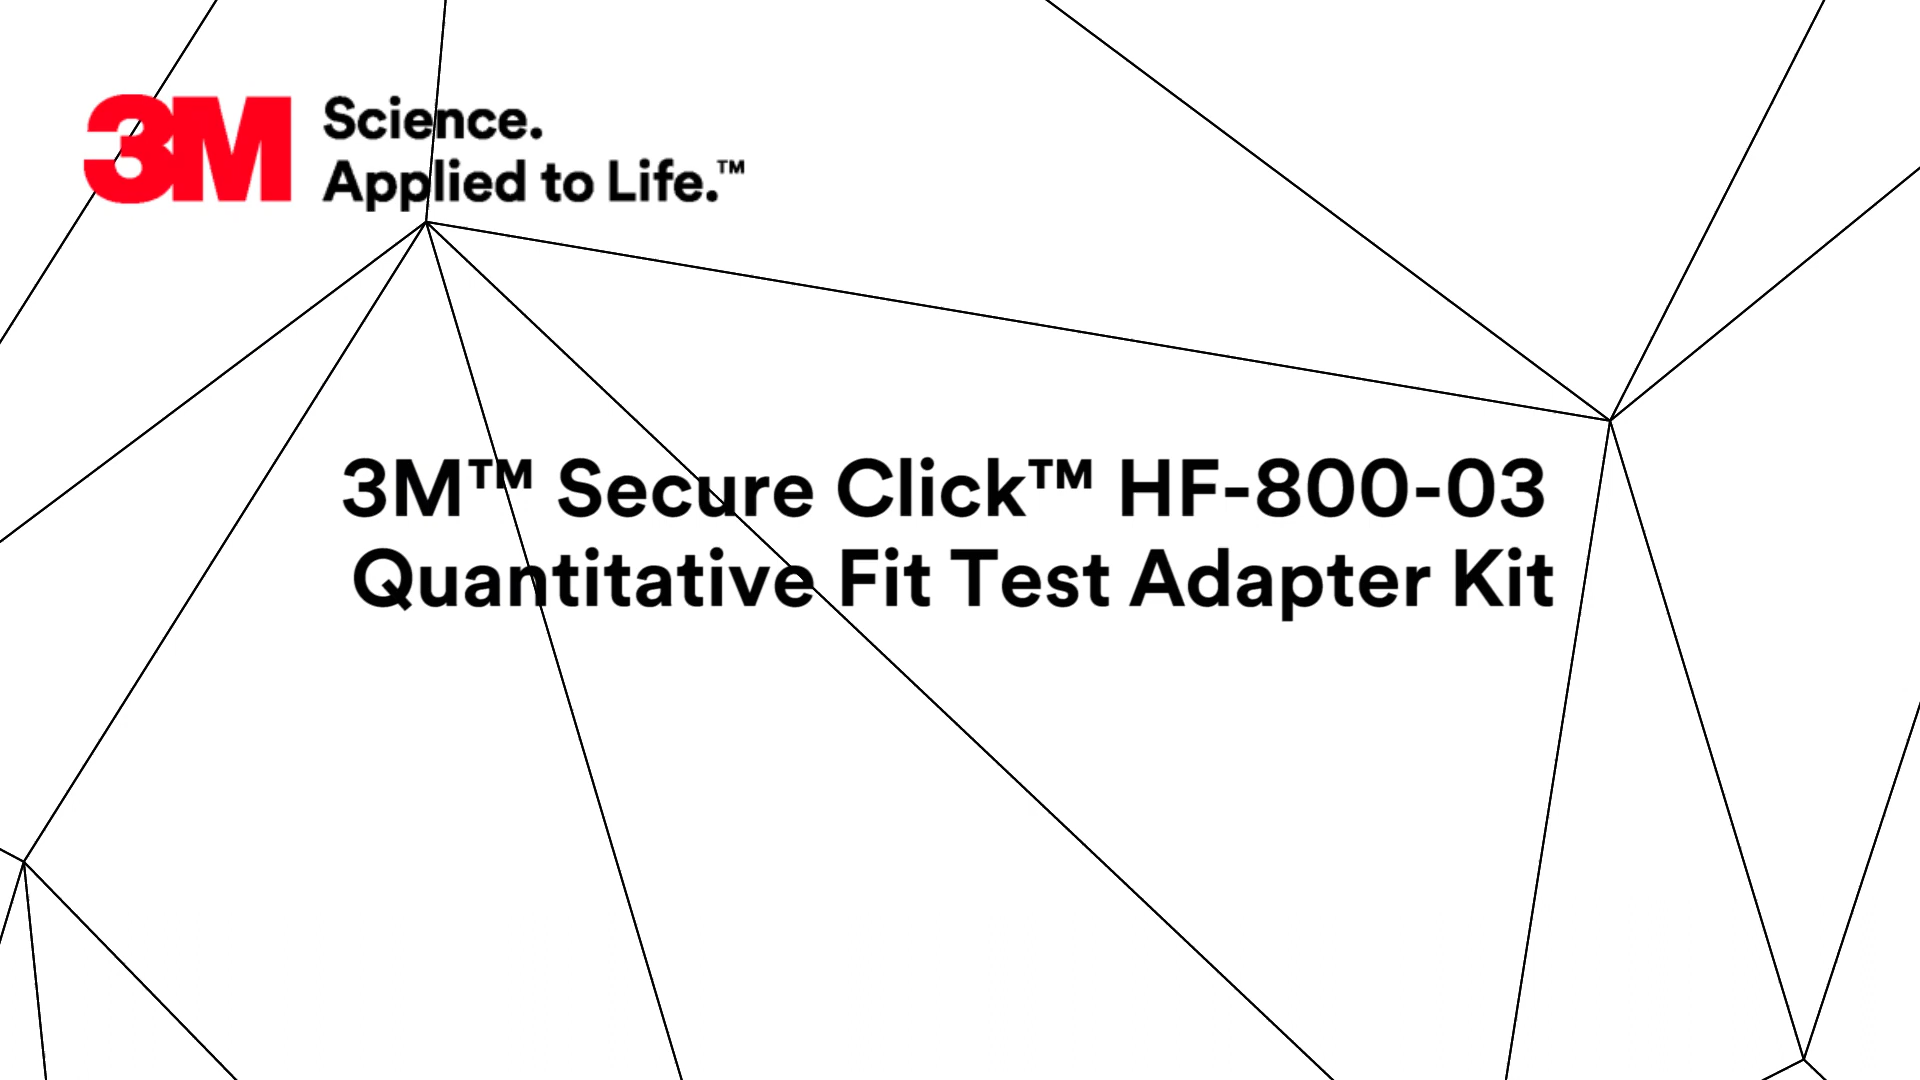 3M Science.
Applied to Life.™
3M™ Secure Click™ HF-800-03
Quantitative Fit Test Adapter Kit